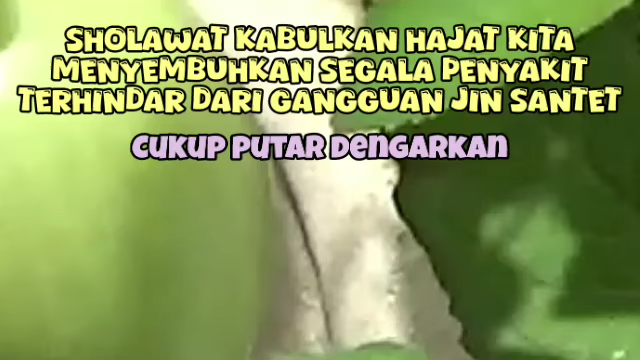 SHOLAWAT KABULKAN HAJAT KITA
MENYEMBUHKAN SEGALA PENYAKIT
TERHINDAR DARI GANGGUAN JIN SANTET
CUKUP PUTAR DENGARKAN